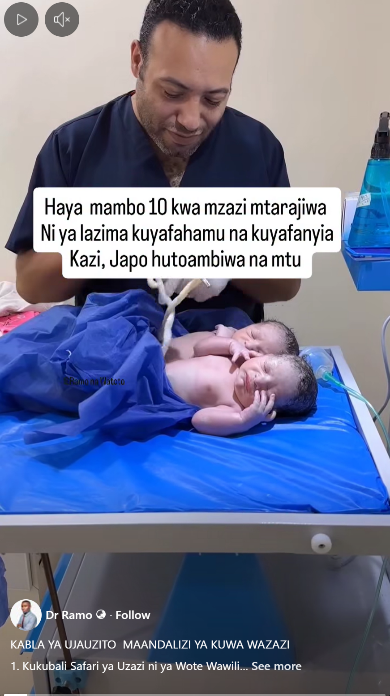 Haya mambo 10 kwa mzazi mtarajiwa
Ni ya lazima kuyafahamu na kuyafanyia
Kazi, Japo hutoambiwa na mtu
Dr Ramo · Follow
KABLA YA UJAUZITO MAANDALIZI YA KUWA WAZAZI
1. Kukubali Safari ya Uzazi ni ya Wote Wawili... See more